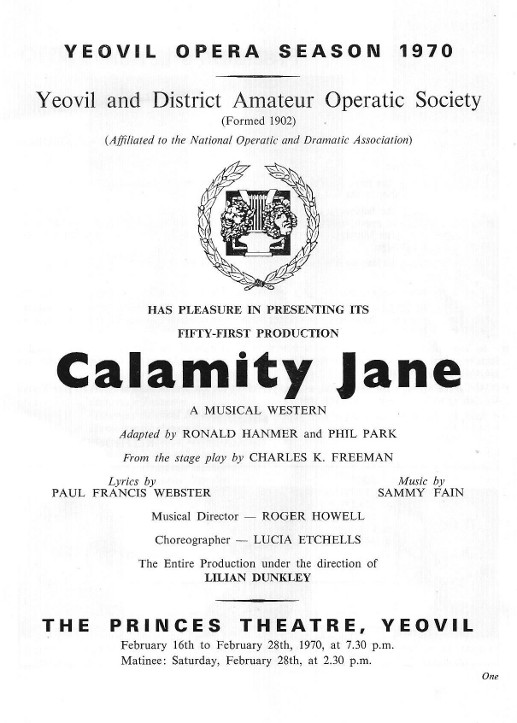 YEOVIL OPERA SEASON 1970
Yeovil and District Amateur Operatic Society
(Formed 1902)
(Affiliated to the National Operatic and Dramatic Association)
HAS PLEASURE IN PRESENTING ITS
FIFTY-FIRST PRODUCTION
Calamity Jane
A MUSICAL WESTERN
Adapted by RONALD HANMER and PHIL PARK
From the stage play by CHARLES K. FREEMAN
Lyrics by
PAUL FRANCIS WEBSTER
Music by
SAMMY FAIN
Musical Director — ROGER HOWELL
Choreographer — LUCIA ETCHELLS
The Entire Production under the direction of
LILIAN DUNKLEY
THE PRINCES THEATRE, YEOVIL
February 16th to February 28th, 1970, at 7.30 p.m.
Matinee: Saturday, February 28th, at 2.30 p.m.
One